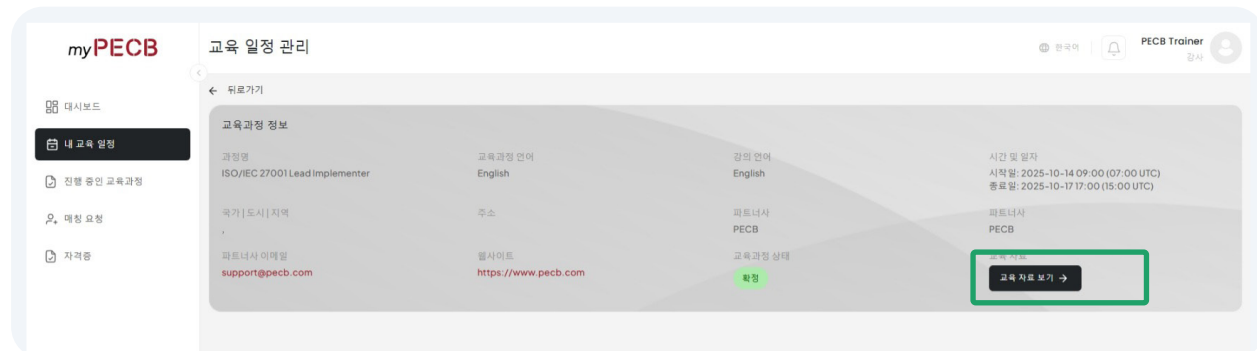 myPECB
교육 일정 관리
한국어
PECB Trainer
강사
뒤로가기
대시보드
내 교육 일정
진행 중인 교육과정
매칭 요청
자격증
교육과정 정보
과정명
ISO/IEC 27001 Lead Implementer
교육과정 언어
English
강의 언어
English
시간 및 일자
시작일: 2025-10-14 09:00 (07:00 UTC)
종료일: 2025-10-17 17:00 (15:00 UTC)
국가 | 도시 | 지역
,
주소
파트너사
PECB
파트너사
PECB
파트너사 이메일
support@pecb.com
웹사이트
https://www.pecb.com
교육과정 상태
확정
교육 자료
교육 자료 보기 →